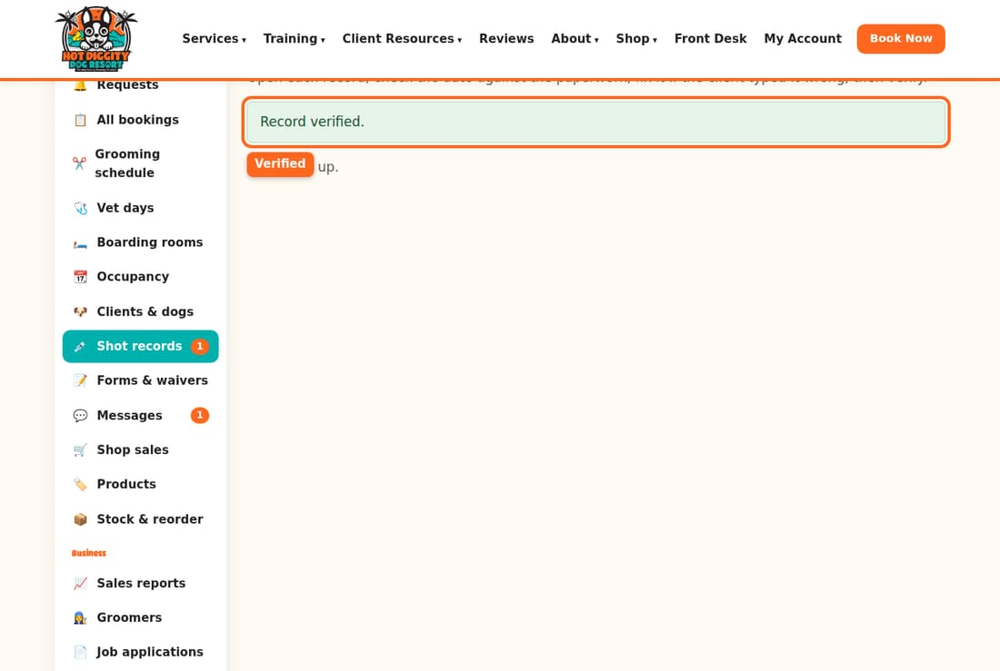 HOT DIGGITY
DOG RESORT
Services ▾
Training ▾
Client Resources ▾
Reviews
About ▾
Shop ▾
Front Desk
My Account
Book Now
Requests
All bookings
Grooming
schedule
Vet days
Boarding rooms
Occupancy
Clients & dogs
Shot records 1
Forms & waivers
Messages 1
Shop sales
Products
Stock & reorder
Business
Sales reports
Groomers
Job applications
Record verified.
Verified up.